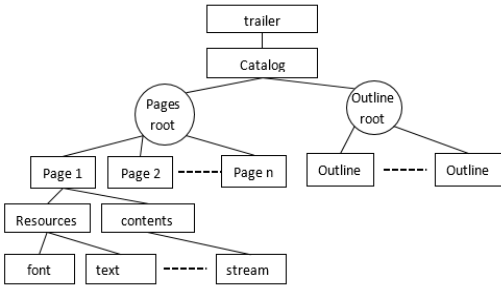 trailer
Catalog
Pages
root
Outline
root
Page 1
Page 2
Page n
Outline
Outline
Resources
contents
font
text
stream